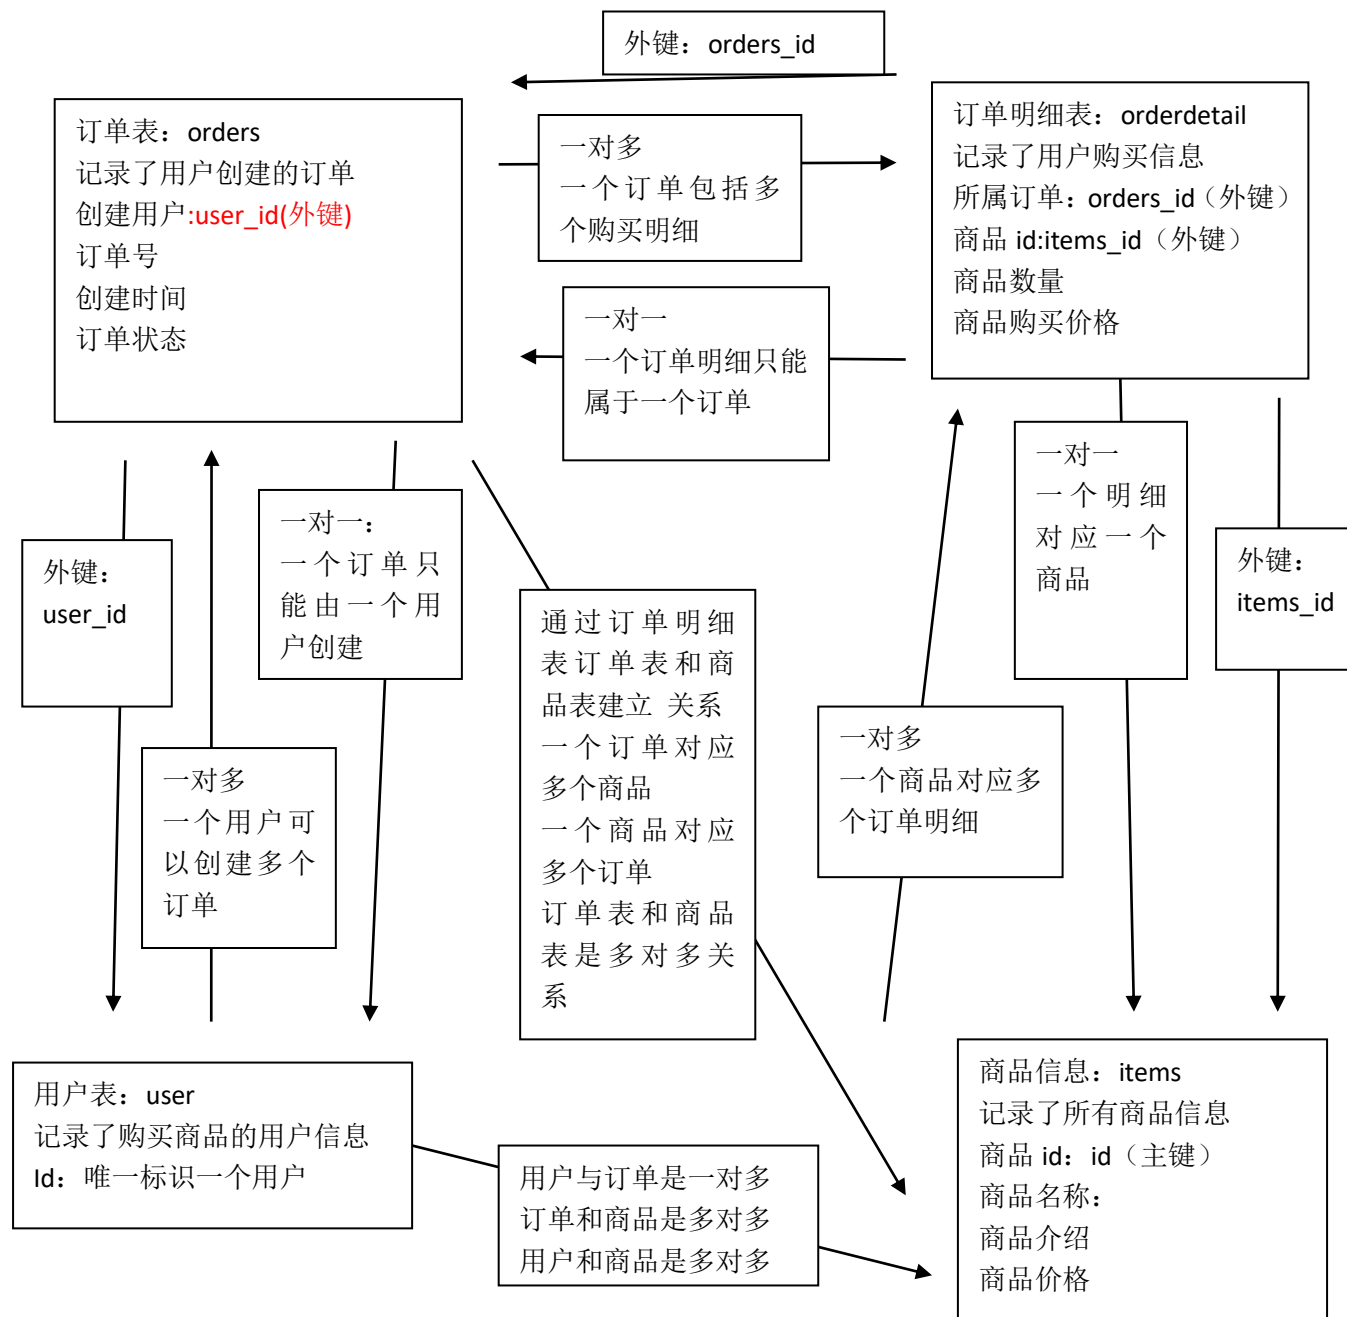 外键：orders_id
订单表：orders
记录了用户创建的订单
创建用户:user_id(外键)
订单号
创建时间
订单状态
一对多
一个订单包括多
个购买明细
订单明细表：orderdetail
记录了用户购买信息
所属订单：orders_id（外键）
商品 id:items_id（外键）
商品数量
商品购买价格
一对一
一个订单明细只能
属于一个订单
外键：
user_id
一对一：
一个订单只
能由一个用
户创建
一对多
一个用户可
以创建多个
订单
通过订单明细
表订单表和商
品表建立 关系
一个订单对应
多个商品
一个商品对应
多个订单
订单表和商品
表是多对多关
系
一对多
一个商品对应多
个订单明细
一对一
一个明细
对应一个
商品
外键：
items_id
用户表：user
记录了购买商品的用户信息
Id：唯一标识一个用户
用户与订单是一对多
订单和商品是多对多
用户和商品是多对多
商品信息：items
记录了所有商品信息
商品 id：id（主键）
商品名称：
商品介绍
商品价格